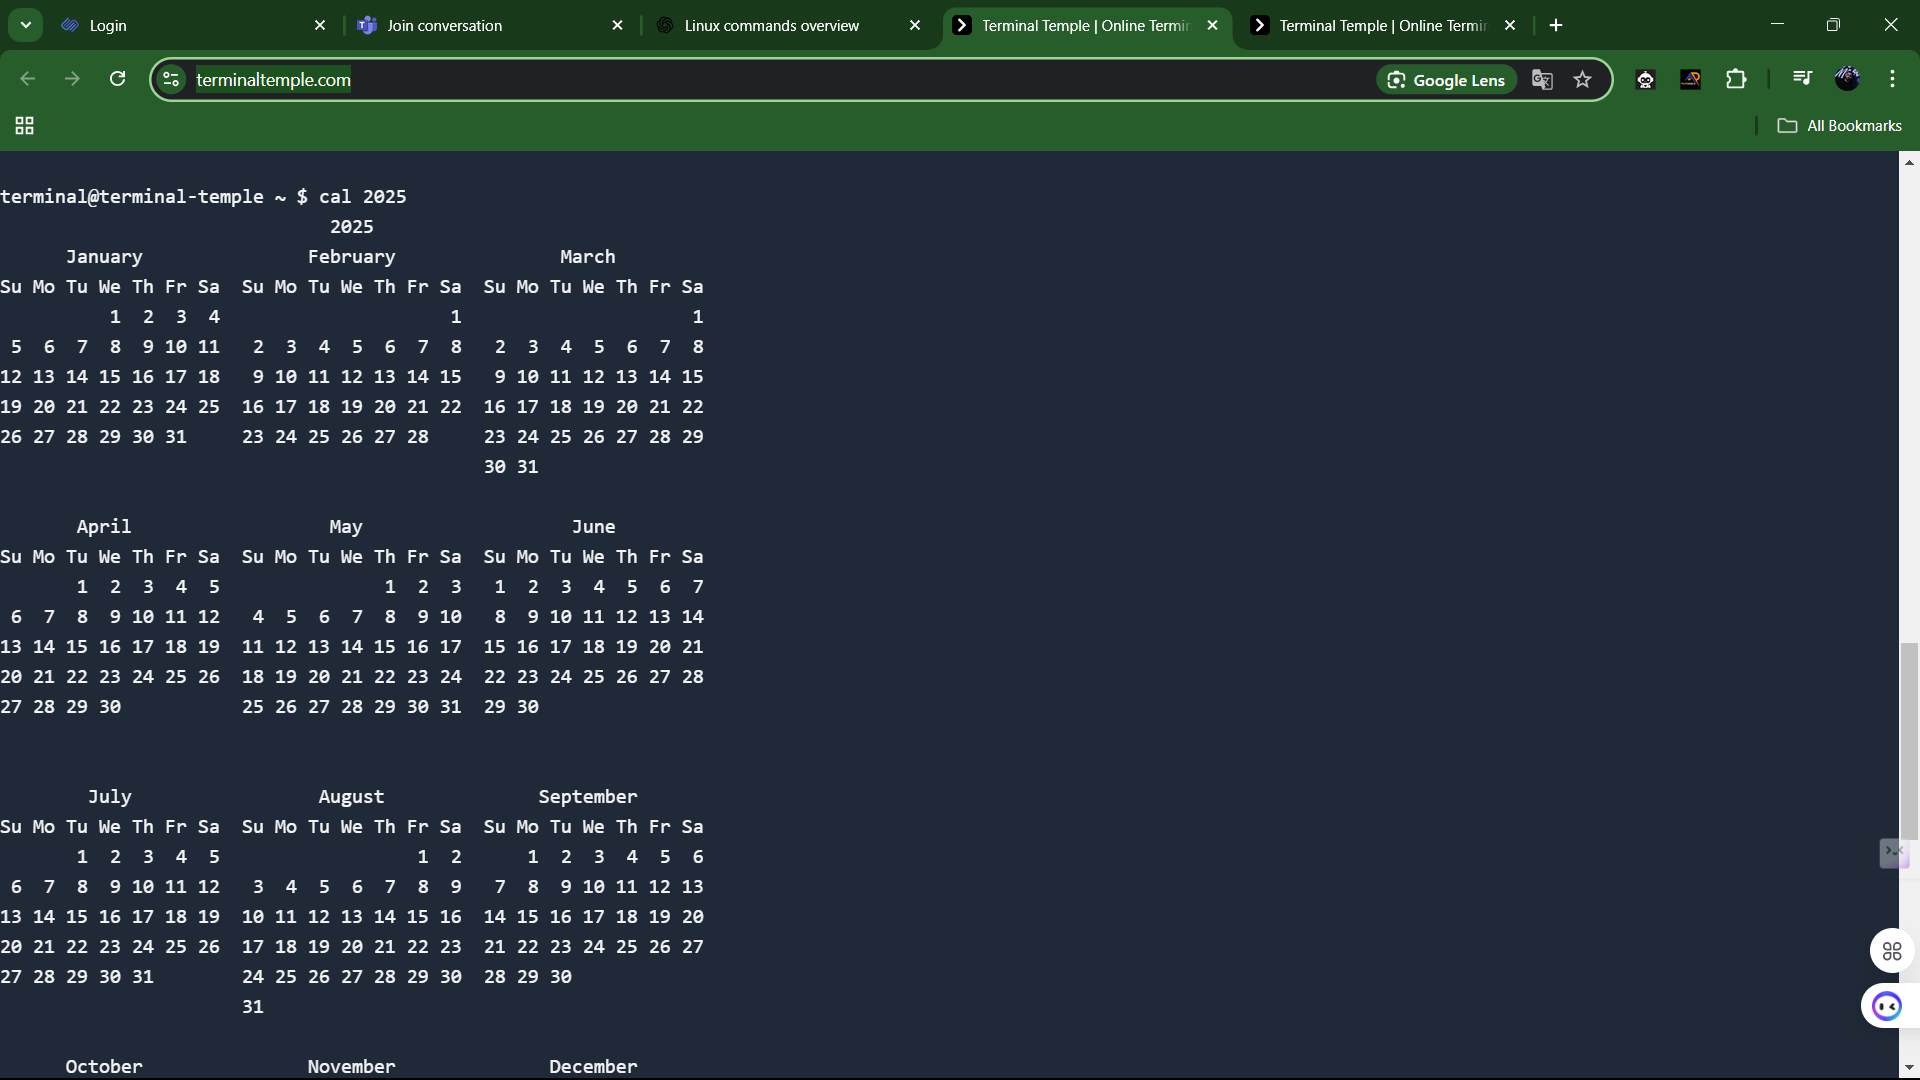 Login
Join conversation
Linux commands overview
Terminal Temple | Online Termin
Terminal Temple | Online Termin
terminaltemple.com
Google Lens
All Bookmarks
terminal@terminal-temple ~ $ cal 2025
2025
January February March
Su Mo Tu We Th Fr Sa Su Mo Tu We Th Fr Sa Su Mo Tu We Th Fr Sa
1 2 3 4 1 1
5 6 7 8 9 10 11 2 3 4 5 6 7 8 2 3 4 5 6 7 8
12 13 14 15 16 17 18 9 10 11 12 13 14 15 9 10 11 12 13 14 15
19 20 21 22 23 24 25 16 17 18 19 20 21 22 16 17 18 19 20 21 22
26 27 28 29 30 31 23 24 25 26 27 28 23 24 25 26 27 28 29
30 31
April May June
Su Mo Tu We Th Fr Sa Su Mo Tu We Th Fr Sa Su Mo Tu We Th Fr Sa
1 2 3 4 5 1 2 3 1 2 3 4 5 6 7
6 7 8 9 10 11 12 4 5 6 7 8 9 10 8 9 10 11 12 13 14
13 14 15 16 17 18 19 11 12 13 14 15 16 17 15 16 17 18 19 20 21
20 21 22 23 24 25 26 18 19 20 21 22 23 24 22 23 24 25 26 27 28
27 28 29 30 25 26 27 28 29 30 31 29 30
July August September
Su Mo Tu We Th Fr Sa Su Mo Tu We Th Fr Sa Su Mo Tu We Th Fr Sa
1 2 3 4 5 1 2 1 2 3 4 5 6
6 7 8 9 10 11 12 3 4 5 6 7 8 9 7 8 9 10 11 12 13
13 14 15 16 17 18 19 10 11 12 13 14 15 16 14 15 16 17 18 19 20
20 21 22 23 24 25 26 17 18 19 20 21 22 23 21 22 23 24 25 26 27
27 28 29 30 31 24 25 26 27 28 29 30 28 29 30
31
October November December